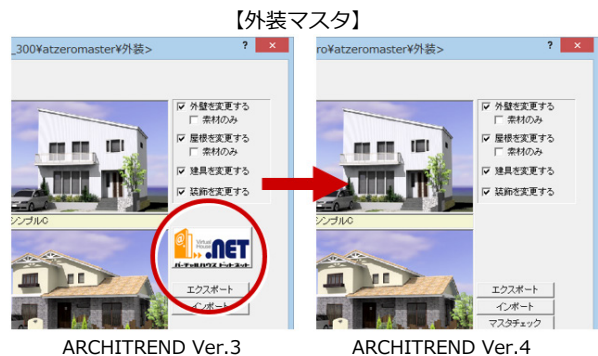 【外装マスタ】
_300¥atzeromaster¥外装>
?
×
外壁を変更する
素材のみ
屋根を変更する
素材のみ
建具を変更する
装飾を変更する
シンプルC
Virtual
House
.NET
バーチャルハウス ドットネット
エクスポート
インポート
ARCHITREND Ver.3
ro¥atzeromaster¥外装>
?
×
外壁を変更する
素材のみ
屋根を変更する
素材のみ
建具を変更する
装飾を変更する
シンプルC
エクスポート
インポート
マスタチェック
ARCHITREND Ver.4